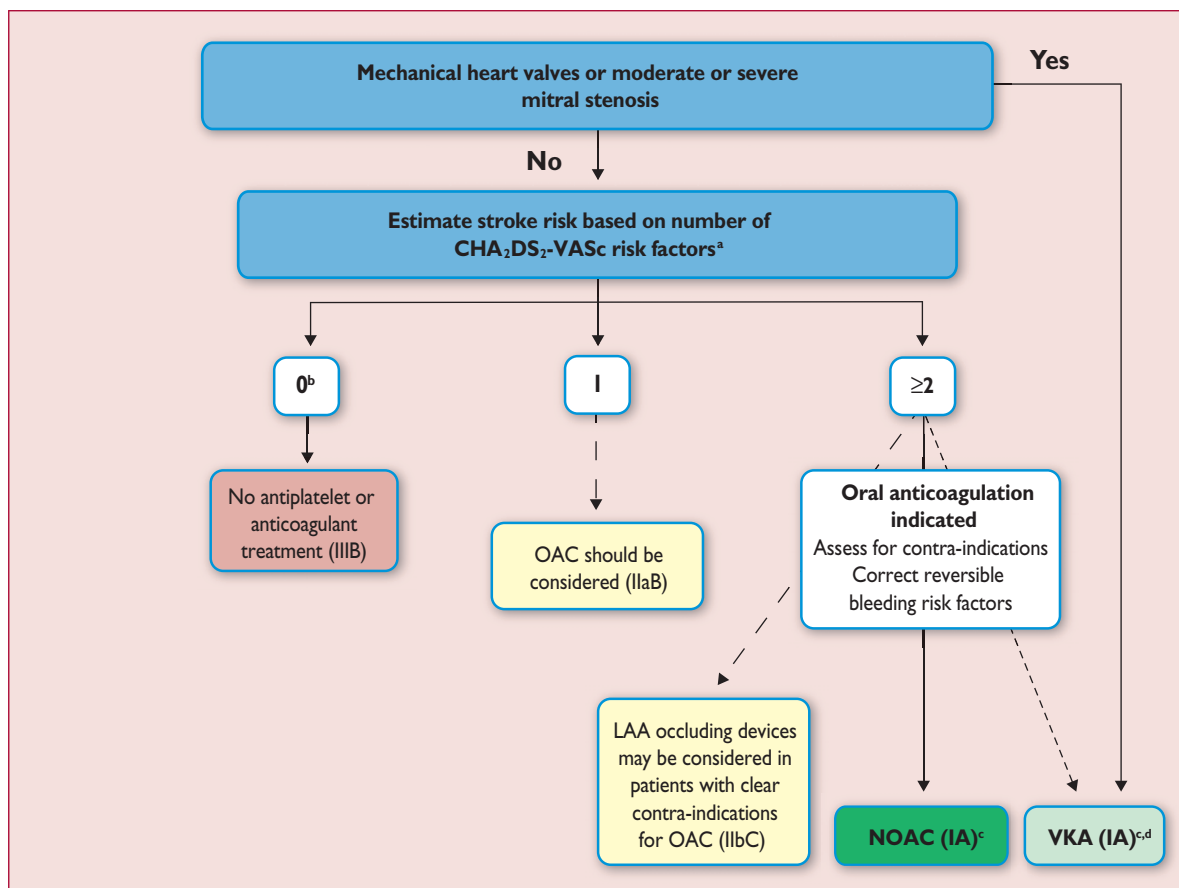 Mechanical heart valves or moderate or severe
mitral stenosis
Yes
No
Estimate stroke risk based on number of
CHA₂DS₂-VASc risk factorsᵃ
0ᵇ
1
≥2
No antiplatelet or
anticoagulant
treatment (IIIB)
OAC should be
considered (IIaB)
Oral anticoagulation
indicated
Assess for contra-indications
Correct reversible
bleeding risk factors
LAA occluding devices
may be considered in
patients with clear
contra-indications
for OAC (IIbC)
NOAC (IA)ᶜ
VKA (IA)ᶜ,ᵈ